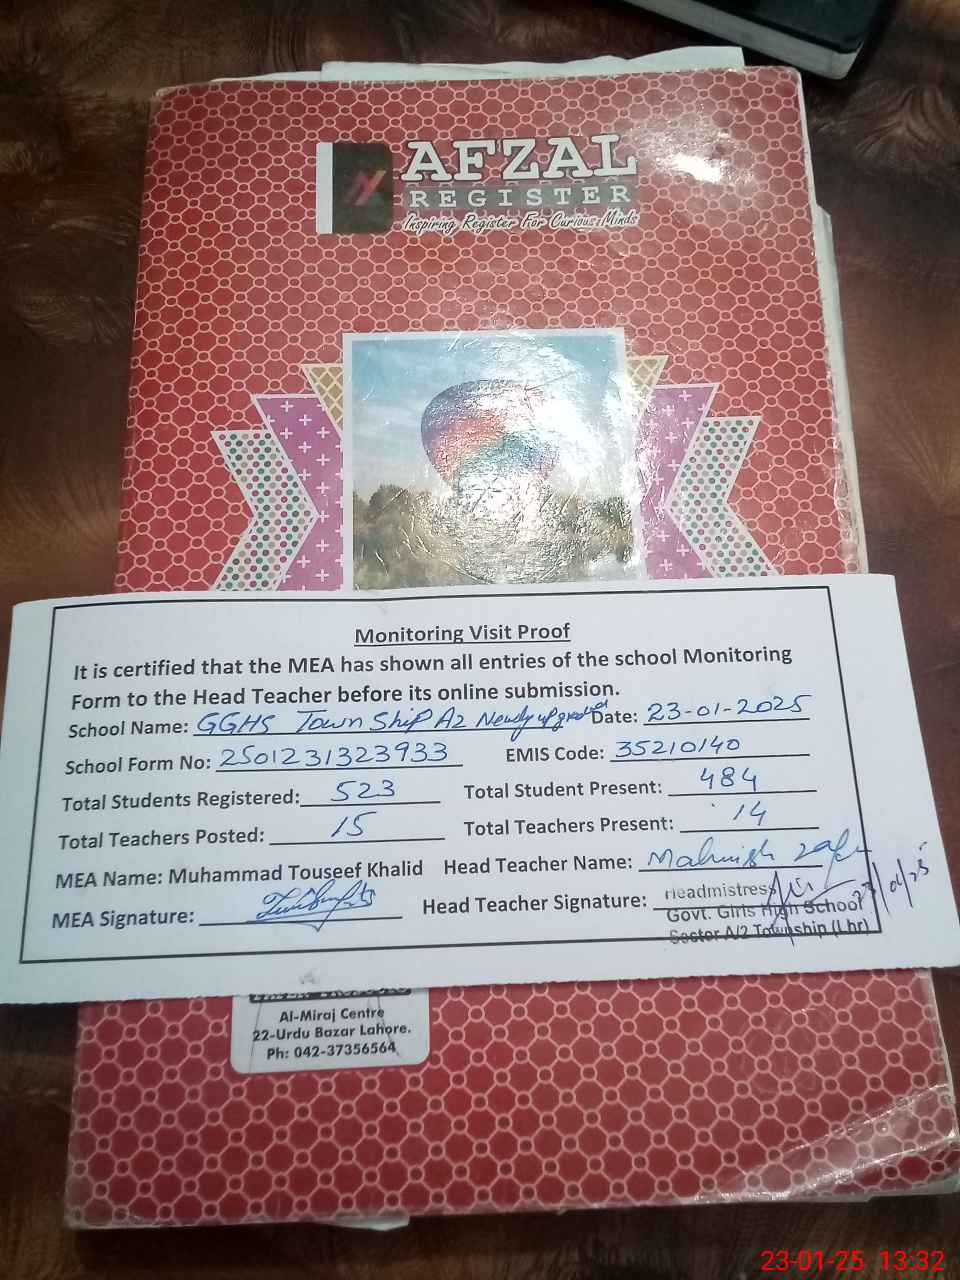 AFZAL
REGISTER
Inspiring Register For Curious Minds
Monitoring Visit Proof
It is certified that the MEA has shown all entries of the school Monitoring
Form to the Head Teacher before its online submission.
School Name: GGHS Town Ship A2 Newly upgraded Date: 23-01-2025
School Form No: 2501231323933 EMIS Code: 35210140
Total Students Registered: 523 Total Student Present: 484
Total Teachers Posted: 15 Total Teachers Present: 14
MEA Name: Muhammad Touseef Khalid Head Teacher Name: Mahwish
MEA Signature: Head Teacher Signature: Headmistress
Govt. Girls High School
Sector A/2 Township (Lhr)
Al-Miraj Centre
22-Urdu Bazar Lahore.
Ph: 042-37356564
23-01-25 13:32